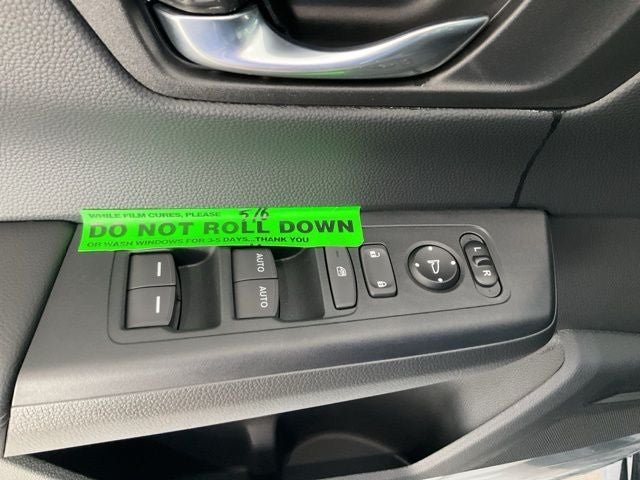 WHILE FILM CURES, PLEASE 5/6
DO NOT ROLL DOWN
OR WASH WINDOWS FOR 3-5 DAYS...THANK YOU
AUTO
AUTO
L
R